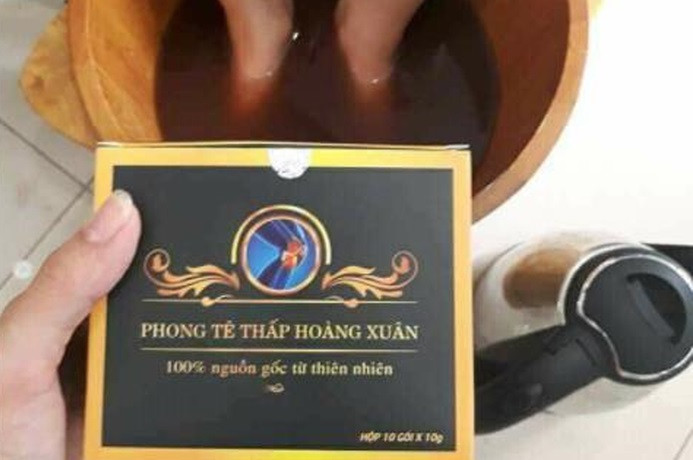 PHONG TÊ THẤP HOÀNG XUÂN
100% nguồn gốc từ thiên nhiên
HỘP 10 GÓI X 10g